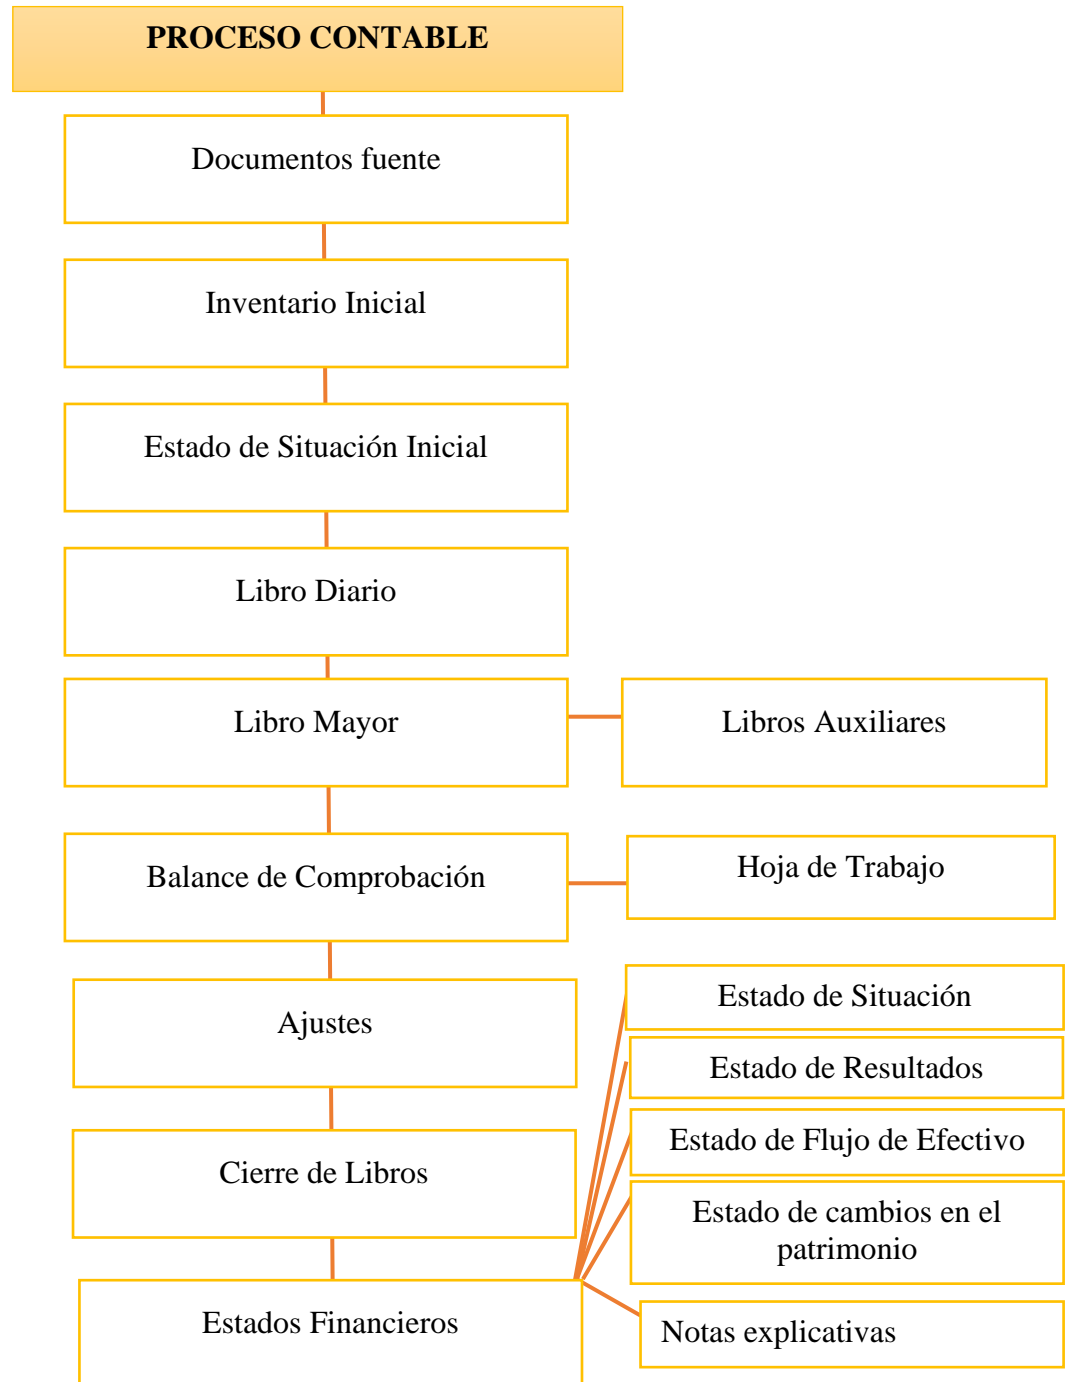 PROCESO CONTABLE
Documentos fuente
Inventario Inicial
Estado de Situación Inicial
Libro Diario
Libro Mayor
Libros Auxiliares
Balance de Comprobación
Hoja de Trabajo
Ajustes
Cierre de Libros
Estados Financieros
Estado de Situación
Estado de Resultados
Estado de Flujo de Efectivo
Estado de cambios en el
patrimonio
Notas explicativas